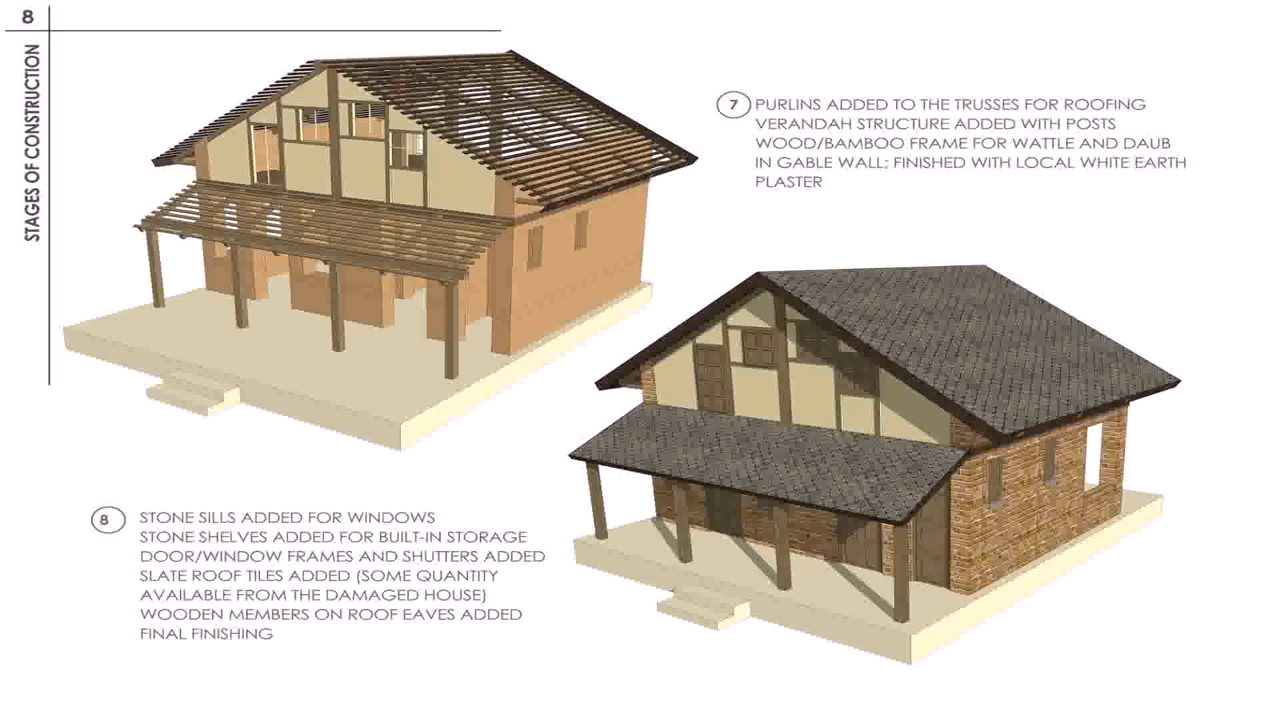 8
STAGES OF CONSTRUCTION
7
PURLINS ADDED TO THE TRUSSES FOR ROOFING
VERANDAH STRUCTURE ADDED WITH POSTS
WOOD/BAMBOO FRAME FOR WATTLE AND DAUB
IN GABLE WALL; FINISHED WITH LOCAL WHITE EARTH
PLASTER
8
STONE SILLS ADDED FOR WINDOWS
STONE SHELVES ADDED FOR BUILT-IN STORAGE
DOOR/WINDOW FRAMES AND SHUTTERS ADDED
SLATE ROOF TILES ADDED (SOME QUANTITY
AVAILABLE FROM THE DAMAGED HOUSE)
WOODEN MEMBERS ON ROOF EAVES ADDED
FINAL FINISHING